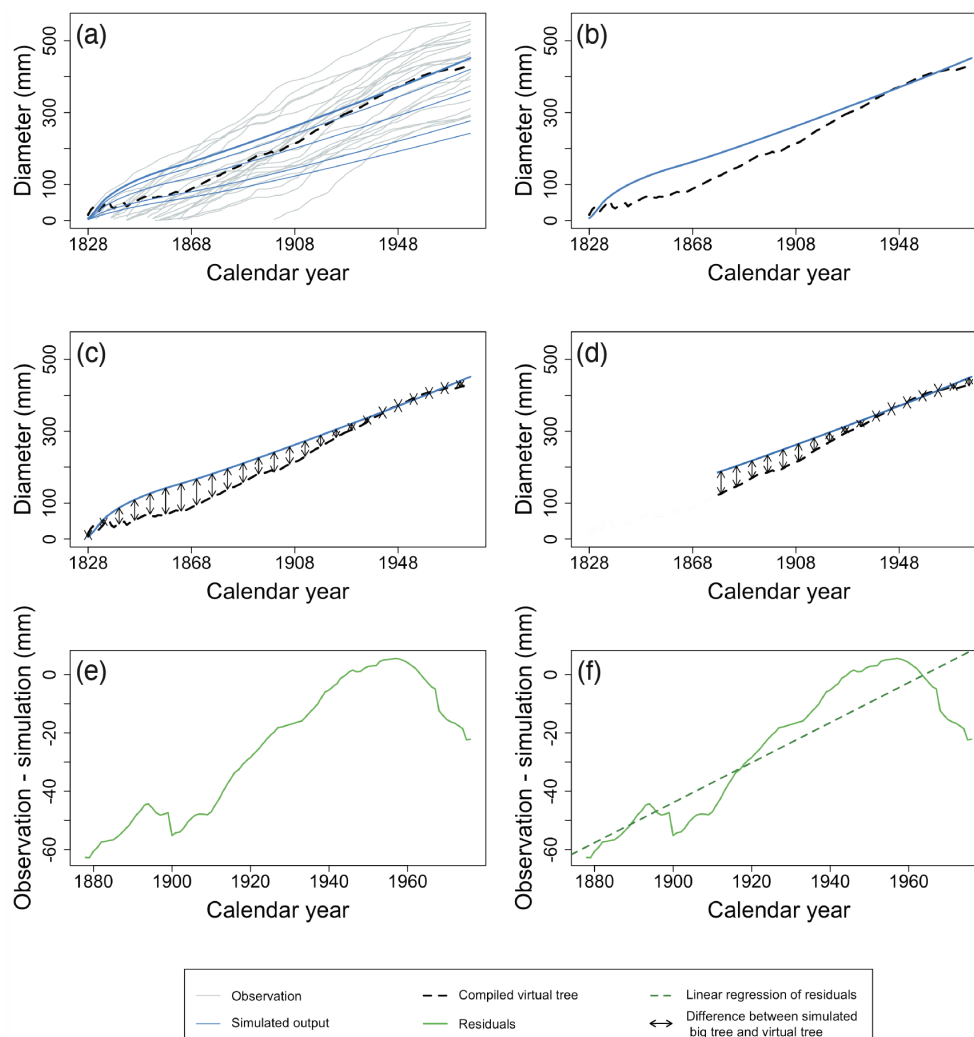 (a)
Diameter (mm)
500
300
100
0
1828
1868
1908
1948
Calendar year
(b)
Diameter (mm)
500
300
100
0
1828
1868
1908
1948
Calendar year
(c)
Diameter (mm)
500
300
100
0
1828
1868
1908
1948
Calendar year
(d)
Diameter (mm)
500
300
100
0
1828
1868
1908
1948
Calendar year
(e)
Observation - simulation (mm)
0
-20
-40
-60
1880
1900
1920
1940
1960
Calendar year
(f)
Observation - simulation (mm)
0
-20
-40
-60
1880
1900
1920
1940
1960
Calendar year
Observation
Simulated output
Compiled virtual tree
Residuals
Linear regression of residuals
Difference between simulated
big tree and virtual tree